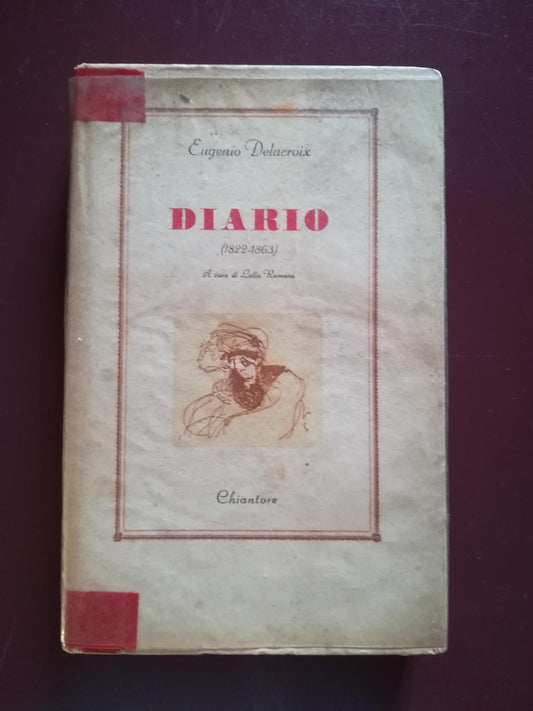 Eugenio Delacroix
DIARIO
(1822-1863)
A cura di Lalla Romano
Chiantore